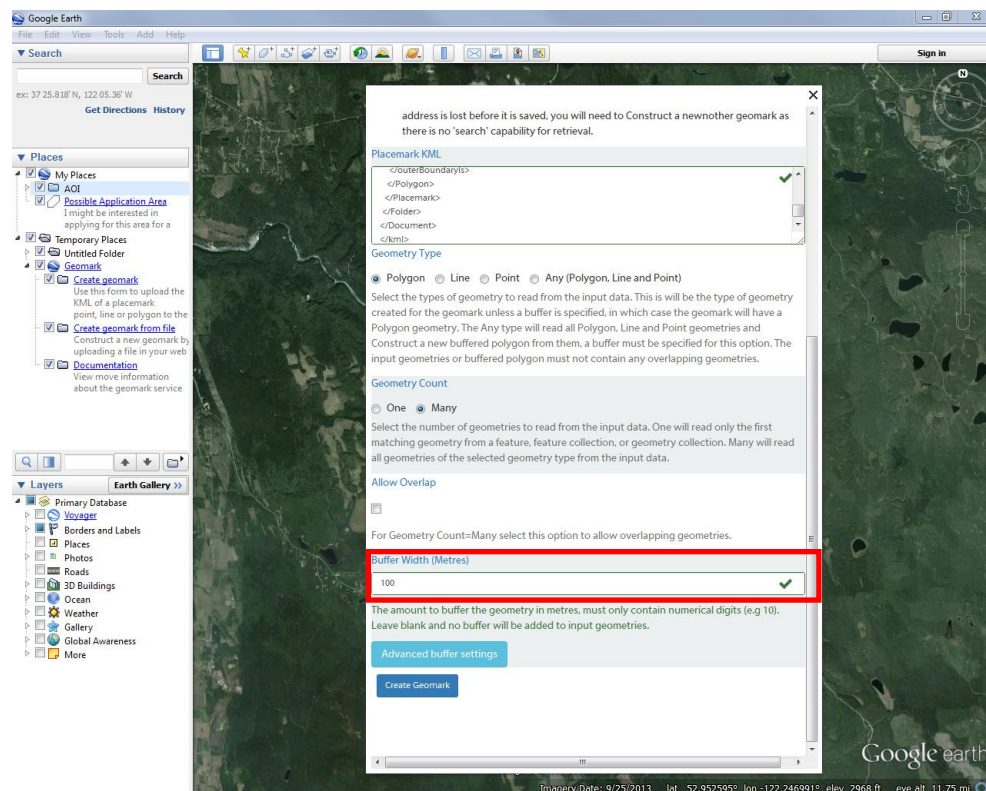 Google Earth
File Edit View Tools Add Help
▼ Search
Sign in
Search
ex: 37 25.818' N, 122 05.36' W
Get Directions History
▼ Places
My Places
AOI
Possible Application Area
I might be interested in
applying for this area for a
Temporary Places
Untitled Folder
Geomark
Create geomark
Use this form to upload the
KML of a placemark
point, line or polygon to the
Create geomark from file
Construct a new geomark by
uploading a file in your web
Documentation
View move information
about the geomark service
▼ Layers
Earth Gallery >>
Primary Database
Voyager
Borders and Labels
Places
Photos
Roads
3D Buildings
Ocean
Weather
Gallery
Global Awareness
More
N
address is lost before it is saved, you will need to Construct a newnother geomark as
there is no 'search' capability for retrieval.
Placemark KML
</outerBoundaryIs>
</Polygon>
</Placemark>
</Folder>
</Document>
</kml>
Geometry Type
Polygon Line Point Any (Polygon, Line and Point)
Select the types of geometry to read from the input data. This is will be the type of geometry
created for the geomark unless a buffer is specified, in which case the geomark will have a
Polygon geometry. The Any type will read all Polygon, Line and Point geometries and
Construct a new buffered polygon from them, a buffer must be specified for this option. The
input geometries or buffered polygon must not contain any overlapping geometries.
Geometry Count
One Many
Select the number of geometries to read from the input data. One will read only the first
matching geometry from a feature, feature collection, or geometry collection. Many will read
all geometries of the selected geometry type from the input data.
Allow Overlap
For Geometry Count=Many select this option to allow overlapping geometries.
Buffer Width (Metres)
100
The amount to buffer the geometry in metres, must only contain numerical digits (e.g 10).
Leave blank and no buffer will be added to input geometries.
Advanced buffer settings
Create Geomark
Google earth
Imagery Date: 9/25/2013 lat 52.952595° lon -122.246991° elev 2968 ft eye alt 11.75 mi